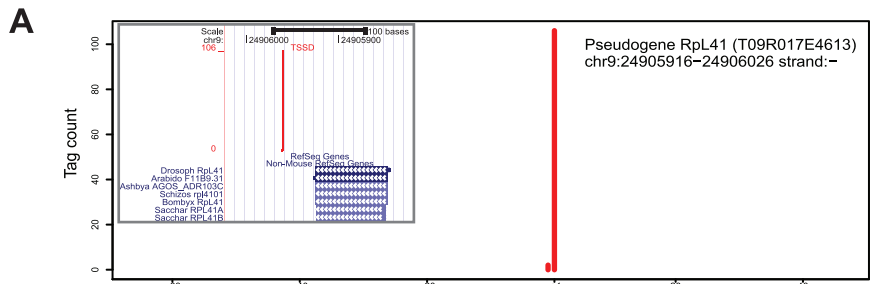 A
Scale
100 bases
chr9:
24906000
24905900
106
TSSD
0
RefSeq Genes
Non-Mouse RefSeq Genes
Drosoph RpL41
Arabido F11B9.31
Ashbya AGOS_ADR103C
Schizos rpl4101
Bombyx RpL41
Sacchar RPL41A
Sacchar RPL41B
Pseudogene RpL41 (T09R017E4613)
chr9:24905916−24906026 strand:−
Tag count
100
80
60
40
20
0